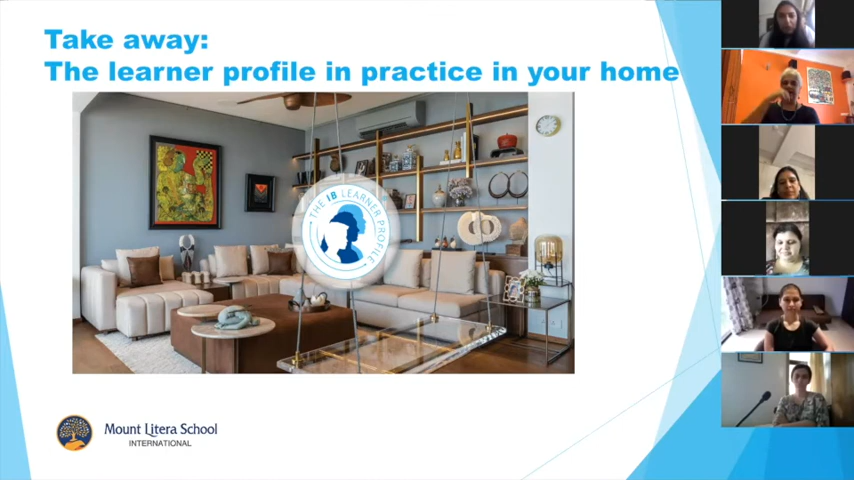 Take away:
The learner profile in practice in your home
THE IB LEARNER PROFILE
Mount Litera School
INTERNATIONAL